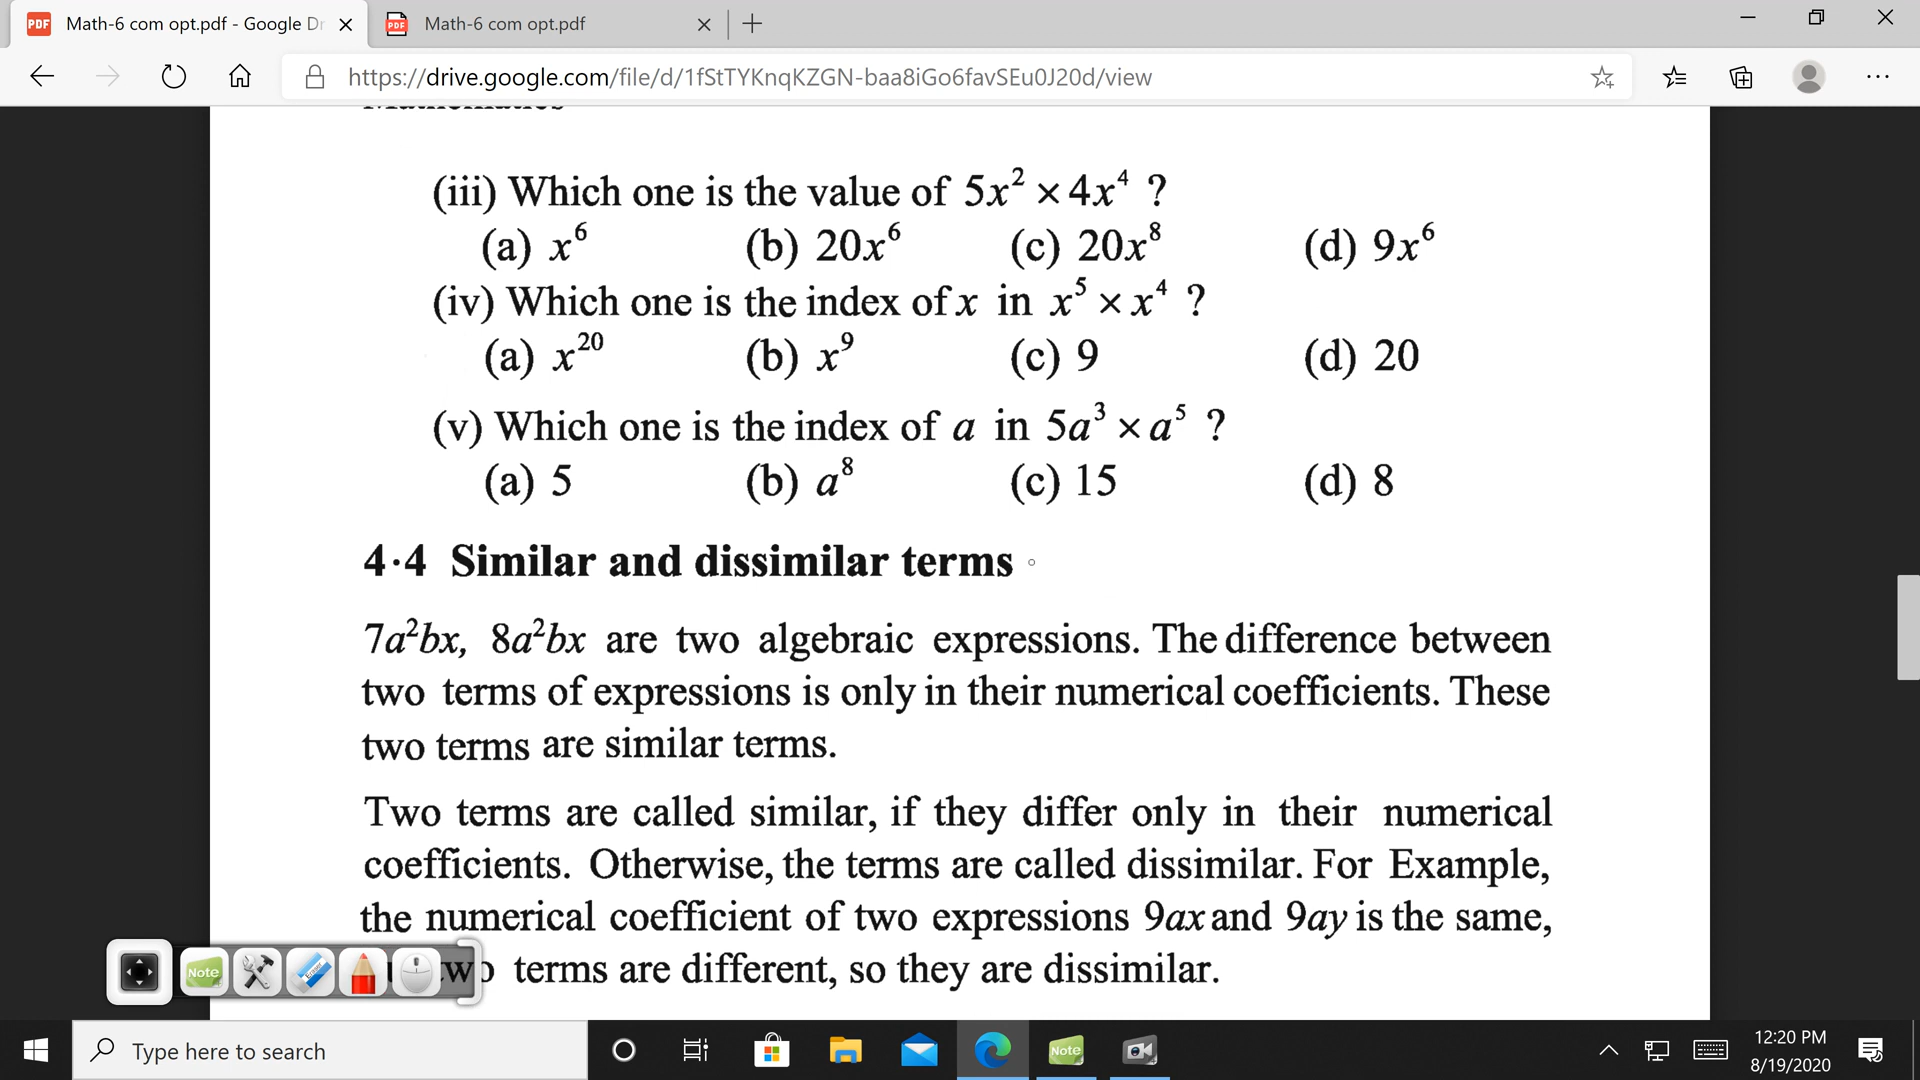 Math-6 com opt.pdf - Google Dr
Math-6 com opt.pdf
https://drive.google.com/file/d/1fStTYKnqKZGN-baa8iGo6favSEu0J20d/view
(iii) Which one is the value of 5x² × 4x⁴ ?
(a) x⁶ (b) 20x⁶ (c) 20x⁸ (d) 9x⁶
(iv) Which one is the index of x in x⁵ × x⁴ ?
(a) x²⁰ (b) x⁹ (c) 9 (d) 20
(v) Which one is the index of a in 5a³ × a⁵ ?
(a) 5 (b) a⁸ (c) 15 (d) 8
4·4 Similar and dissimilar terms
7a²bx, 8a²bx are two algebraic expressions. The difference between
two terms of expressions is only in their numerical coefficients. These
two terms are similar terms.
Two terms are called similar, if they differ only in their numerical
coefficients. Otherwise, the terms are called dissimilar. For Example,
the numerical coefficient of two expressions 9ax and 9ay is the same,
two terms are different, so they are dissimilar.
Note
Type here to search
Note
12:20 PM
8/19/2020